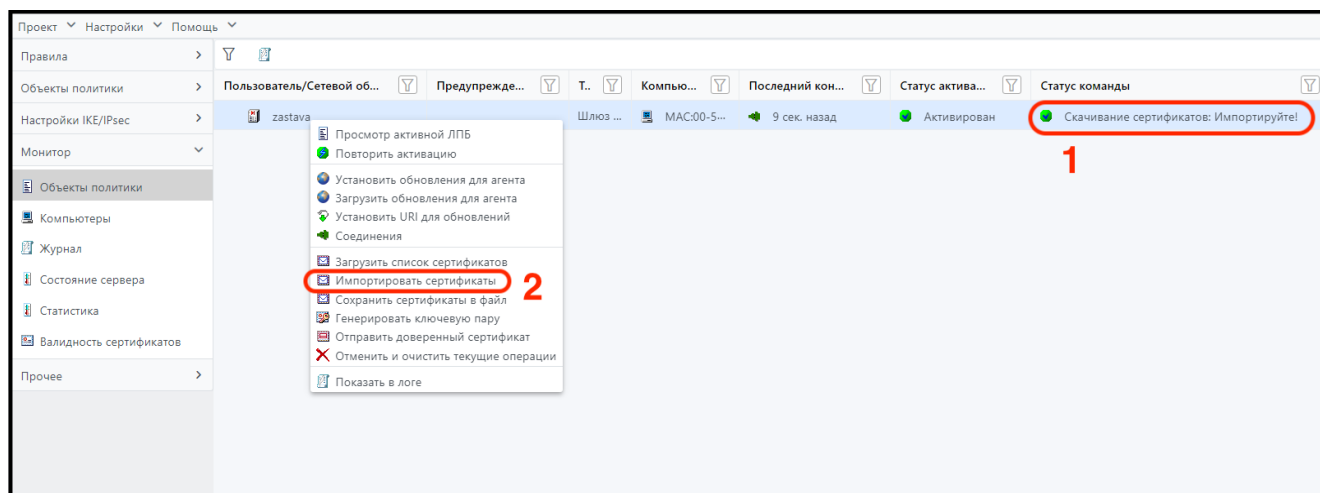 Проект Настройки Помощь
Правила
Объекты политики
Настройки IKE/IPsec
Монитор
Объекты политики
Компьютеры
Журнал
Состояние сервера
Статистика
Валидность сертификатов
Прочее
Пользователь/Сетевой об... Предупрежде... Т.. Компью... Последний кон... Статус актива... Статус команды
zastava Шлюз ... MAC:00-5... 9 сек. назад Активирован Скачивание сертификатов: Импортируйте!
1
Просмотр активной ЛПБ
Повторить активацию
Установить обновления для агента
Загрузить обновления для агента
Установить URI для обновлений
Соединения
Загрузить список сертификатов
Импортировать сертификаты 2
Сохранить сертификаты в файл
Генерировать ключевую пару
Отправить доверенный сертификат
Отменить и очистить текущие операции
Показать в логе